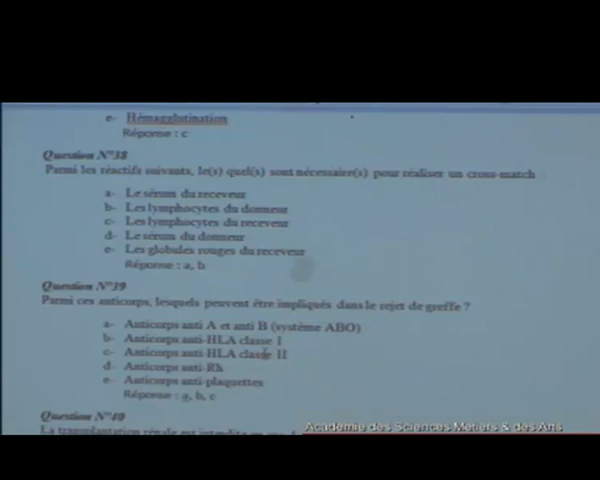 e- Hémagglutination
Réponse : c
Question N°38
Parmi les réactifs suivants, le(s) quel(s) sont nécessaire(s) pour réaliser un cross-match
a- Le sérum du receveur
b- Les lymphocytes du donneur
c- Les lymphocytes du receveur
d- Le sérum du donneur
e- Les globules rouges du receveur
Réponse : a, b
Question N°39
Parmi ces anticorps, lesquels peuvent être impliqués dans le rejet de greffe ?
a- Anticorps anti A et anti B (système ABO)
b- Anticorps anti-HLA classe I
c- Anticorps anti-HLA classe II
d- Anticorps anti-Rh
e- Anticorps anti-plaquettes
Réponse : a, b, c
Question N°40
La transplantation rénale est interdite en
Academie des Sciences Metiers & des Arts